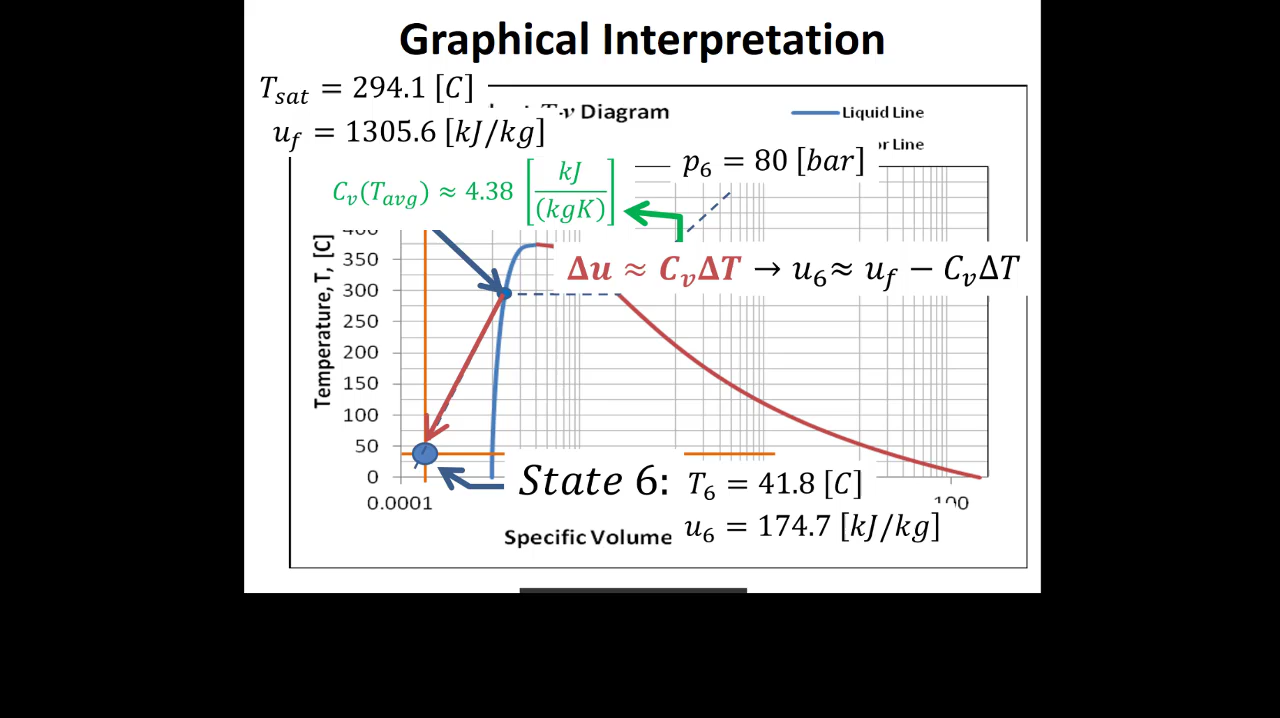 Graphical Interpretation
T_sat = 294.1 [C]
T-v Diagram
Liquid Line
u_f = 1305.6 [kJ/kg]
Line
p_6 = 80 [bar]
C_v(T_avg) ≈ 4.38 [kJ/(kgK)]
400
350
Δu ≈ C_vΔT → u_6 ≈ u_f − C_vΔT
300
250
200
150
100
50
0
Temperature, T, [C]
State 6: T_6 = 41.8 [C]
0.0001
100
u_6 = 174.7 [kJ/kg]
Specific Volume